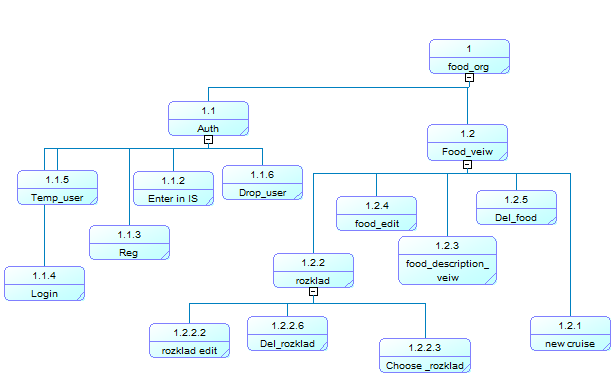 1
food_org
1.1
Auth
1.2
Food_veiw
1.1.5
Temp_user
1.1.2
Enter in IS
1.1.6
Drop_user
1.2.4
food_edit
1.2.5
Del_food
1.1.3
Reg
1.2.3
food_description_
veiw
1.2.2
rozklad
1.1.4
Login
1.2.2.2
rozklad edit
1.2.2.6
Del_rozklad
1.2.2.3
Choose _rozklad
1.2.1
new cruise